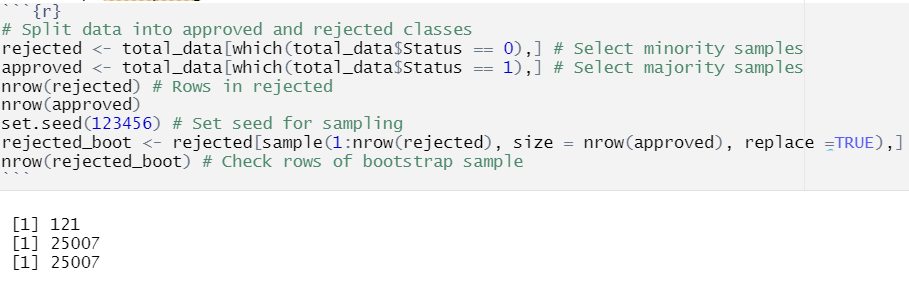 ```{r}
# Split data into approved and rejected classes
rejected <- total_data[which(total_data$Status == 0),] # Select minority samples
approved <- total_data[which(total_data$Status == 1),] # Select majority samples
nrow(rejected) # Rows in rejected
nrow(approved)
set.seed(123456) # Set seed for sampling
rejected_boot <- rejected[sample(1:nrow(rejected), size = nrow(approved), replace =TRUE),]
nrow(rejected_boot) # Check rows of bootstrap sample
```
[1] 121
[1] 25007
[1] 25007